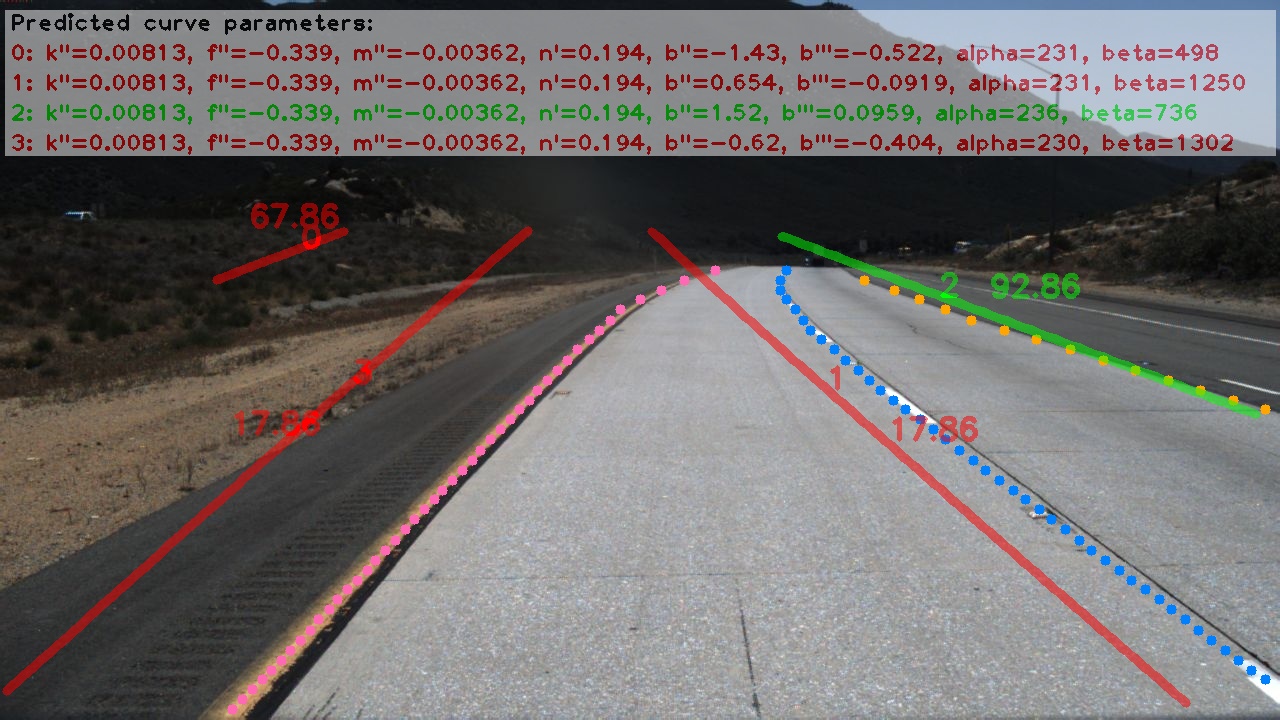 Predicted curve parameters:
0: k''=0.00813, f''=-0.339, m''=-0.00362, n'=0.194, b''=-1.43, b'''=-0.522, alpha=231, beta=498
1: k''=0.00813, f''=-0.339, m''=-0.00362, n'=0.194, b''=0.654, b'''=-0.0919, alpha=231, beta=1250
2: k''=0.00813, f''=-0.339, m''=-0.00362, n'=0.194, b''=1.52, b'''=0.0959, alpha=236, beta=736
3: k''=0.00813, f''=-0.339, m''=-0.00362, n'=0.194, b''=-0.62, b'''=-0.404, alpha=230, beta=1302
67.86
0
2 92.86
3
1
17.86
17.86